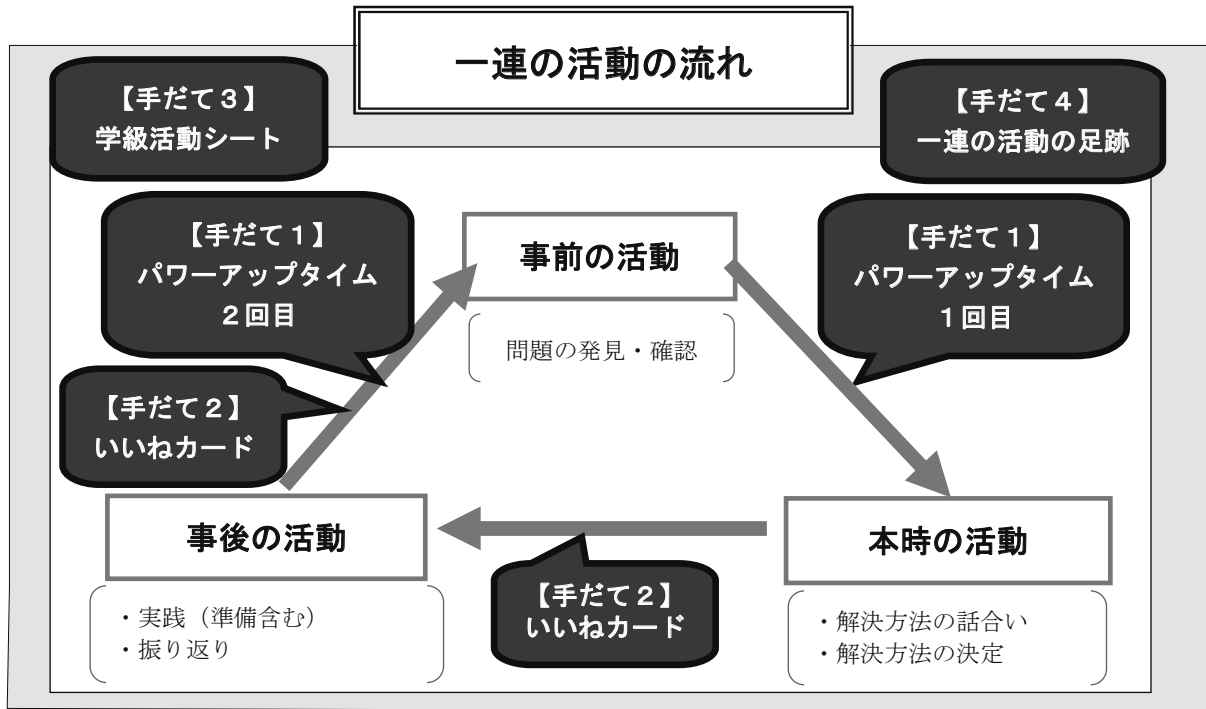 一連の活動の流れ
【手だて３】
学級活動シート
【手だて４】
一連の活動の足跡
【手だて１】
パワーアップタイム
２回目
事前の活動
問題の発見・確認
【手だて１】
パワーアップタイム
１回目
【手だて２】
いいねカード
事後の活動
・実践（準備含む）
・振り返り
【手だて２】
いいねカード
本時の活動
・解決方法の話合い
・解決方法の決定